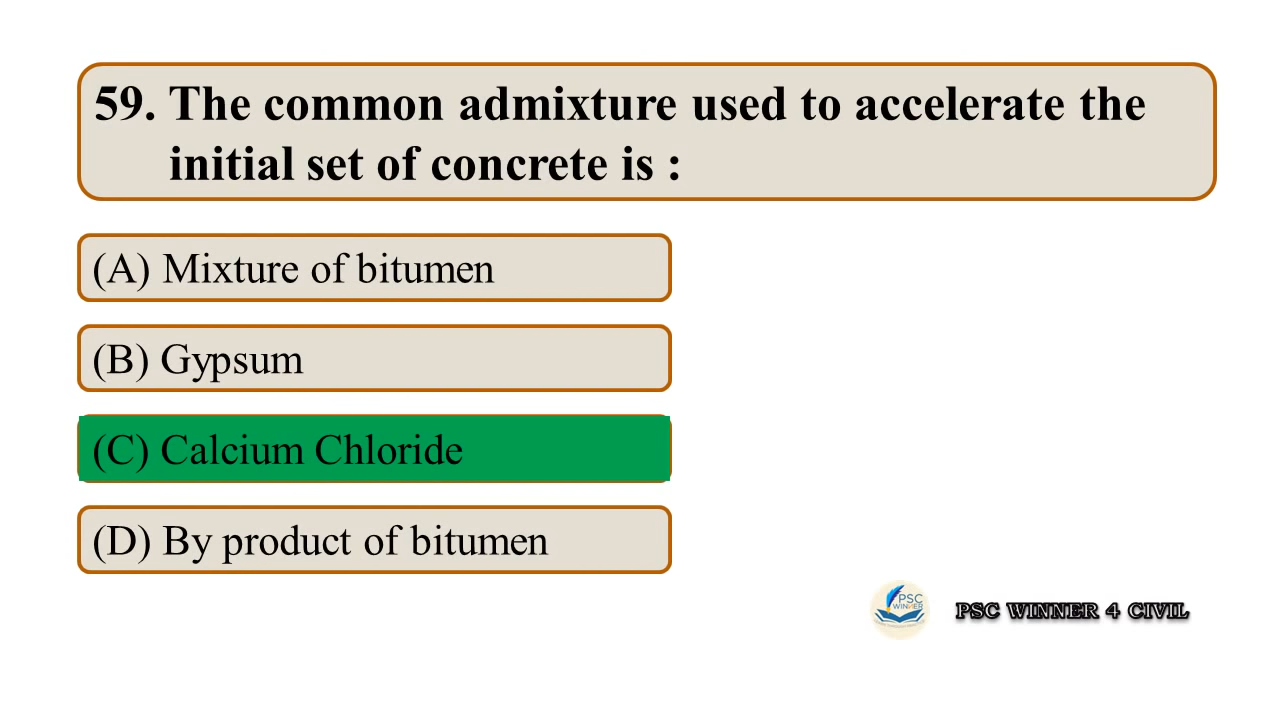 59. The common admixture used to accelerate the
initial set of concrete is :
(A) Mixture of bitumen
(B) Gypsum
(C) Calcium Chloride
(D) By product of bitumen
PSC
WINNER
PSC WINNER 4 CIVIL